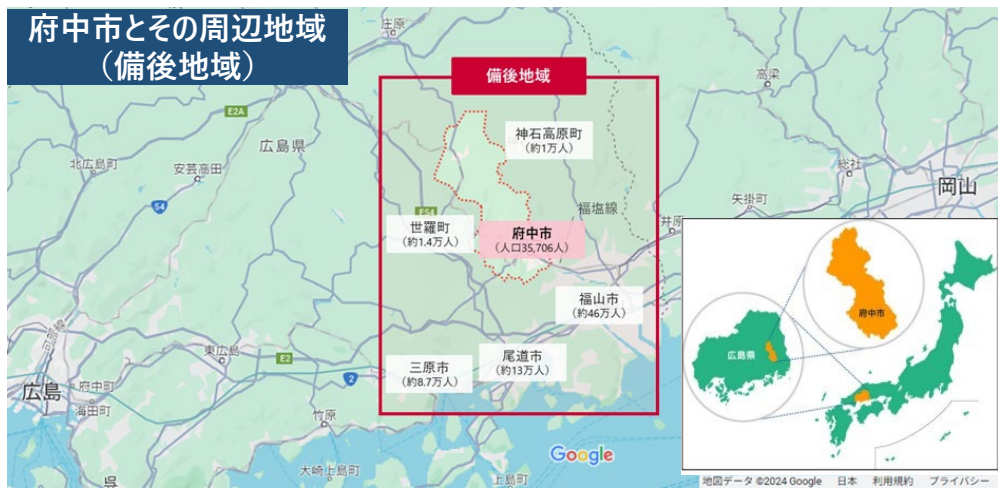 府中市とその周辺地域
（備後地域）
庄原
備後地域
高梁
E2A
神石高原町
（約1万人）
広島県
北広島町
安芸高田
総社
岡山
矢掛町
54
E54
福塩線
世羅町
（約1.4万人）
府中市
（人口35,706人）
井原
福山市
（約46万人）
府中市
広島県
東広島
E2
尾道市
（約13万人）
三原市
（約8.7万人）
2
広島
府中町
海田町
竹原
Google
大崎上島町
上島町
呉
地図データ ©2024 Google 日本 利用規約 プライバシー